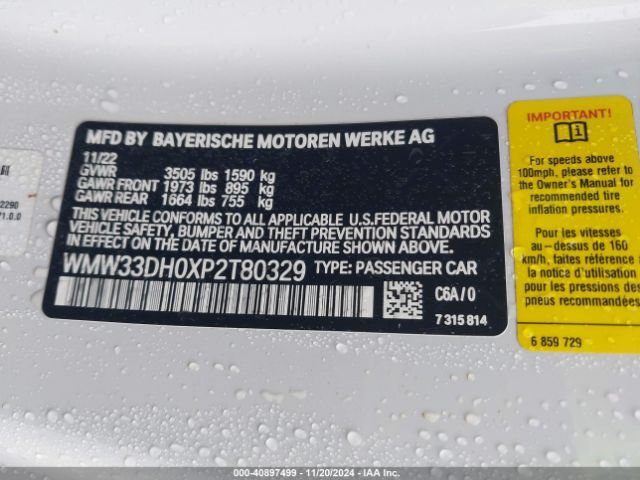 MFD BY BAYERISCHE MOTOREN WERKE AG
11/22
GVWR 3505 lbs 1590 kg
GAWR FRONT 1973 lbs 895 kg
GAWR REAR 1664 lbs 755 kg
THIS VEHICLE CONFORMS TO ALL APPLICABLE U.S.FEDERAL MOTOR
VEHICLE SAFETY, BUMPER AND THEFT PREVENTION STANDARDS
IN EFFECT ON THE DATE OF MANUFACTURE SHOWN ABOVE.
WMW33DH0XP2T80329 TYPE: PASSENGER CAR
C6A/0
7 315 814
2290
1.0.0
IMPORTANT!
For speeds above
100mph, please refer to
the Owner's Manual for
recommended tire
inflation pressures.
Pour les vitesses
au-dessus de 160
km/h, faites référence
à la notice d'utilisation
pour les pressions des
pneus recommandées
6 859 729
000-40897499 — 11/20/2024 — IAA Inc.